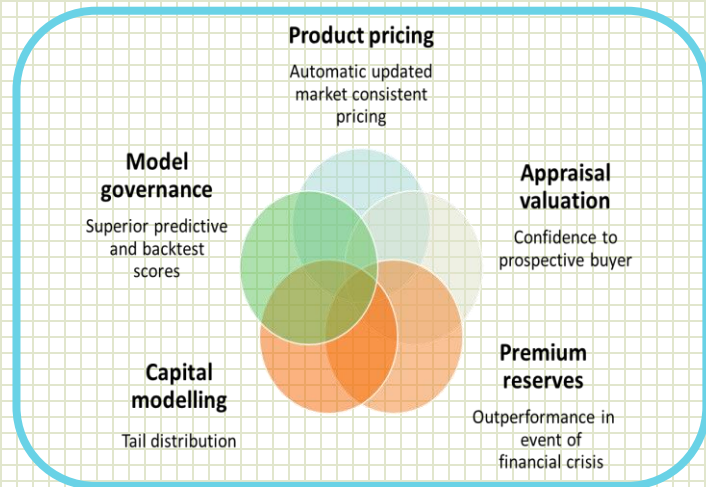 Product pricing
Automatic updated
market consistent
pricing
Model
governance
Superior predictive
and backtest
scores
Appraisal
valuation
Confidence to
prospective buyer
Capital
modelling
Tail distribution
Premium
reserves
Outperformance in
event of
financial crisis